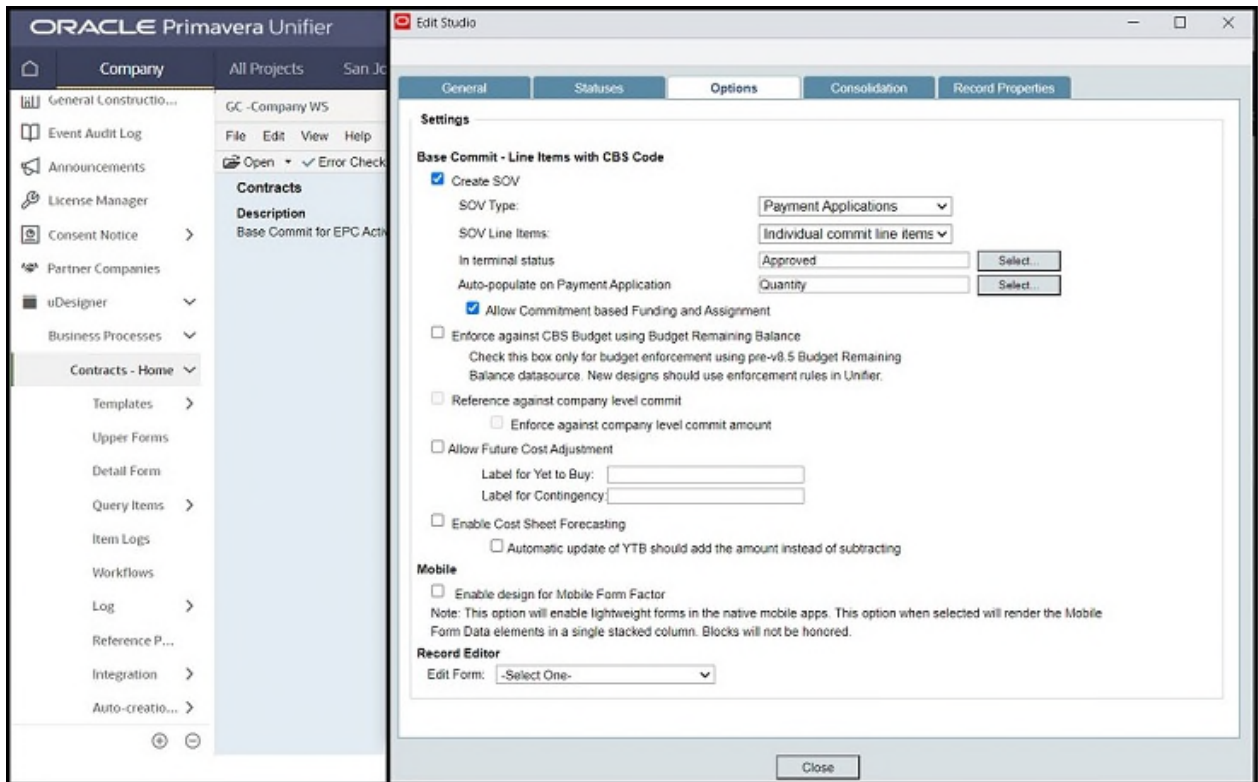 ORACLE Primavera Unifier
Company
All Projects
San Jo
General Constructio...
Event Audit Log
Announcements
License Manager
Consent Notice
Partner Companies
uDesigner
Business Processes
Contracts - Home
Templates
Upper Forms
Detail Form
Query Items
Item Logs
Workflows
Log
Reference P...
Integration
Auto-creatio...
GC -Company WS
File Edit View Help
Open Error Check
Contracts
Description
Base Commit for EPC Activ
Edit Studio
General Statuses Options Consolidation Record Properties
Settings
Base Commit - Line Items with CBS Code
Create SOV
SOV Type: Payment Applications
SOV Line Items: Individual commit line items
In terminal status Approved Select...
Auto-populate on Payment Application Quantity Select...
Allow Commitment based Funding and Assignment
Enforce against CBS Budget using Budget Remaining Balance
Check this box only for budget enforcement using pre-v8.5 Budget Remaining
Balance datasource. New designs should use enforcement rules in Unifier.
Reference against company level commit
Enforce against company level commit amount
Allow Future Cost Adjustment
Label for Yet to Buy:
Label for Contingency:
Enable Cost Sheet Forecasting
Automatic update of YTB should add the amount instead of subtracting
Mobile
Enable design for Mobile Form Factor
Note: This option will enable lightweight forms in the native mobile apps. This option when selected will render the Mobile
Form Data elements in a single stacked column. Blocks will not be honored.
Record Editor
Edit Form: -Select One-
Close